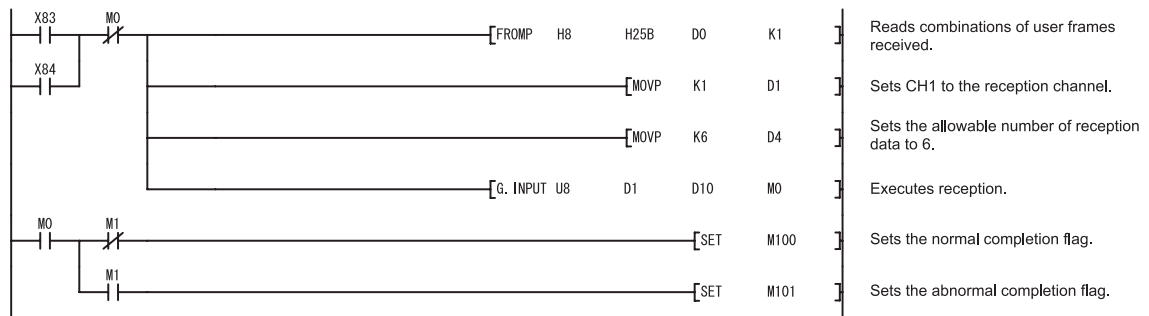 X83 M0 FROMP H8 H25B D0 K1 Reads combinations of user frames
received.
X84 MOVP K1 D1 Sets CH1 to the reception channel.
MOVP K6 D4 Sets the allowable number of reception
data to 6.
G.INPUT U8 D1 D10 M0 Executes reception.
M0 M1 SET M100 Sets the normal completion flag.
M1 SET M101 Sets the abnormal completion flag.